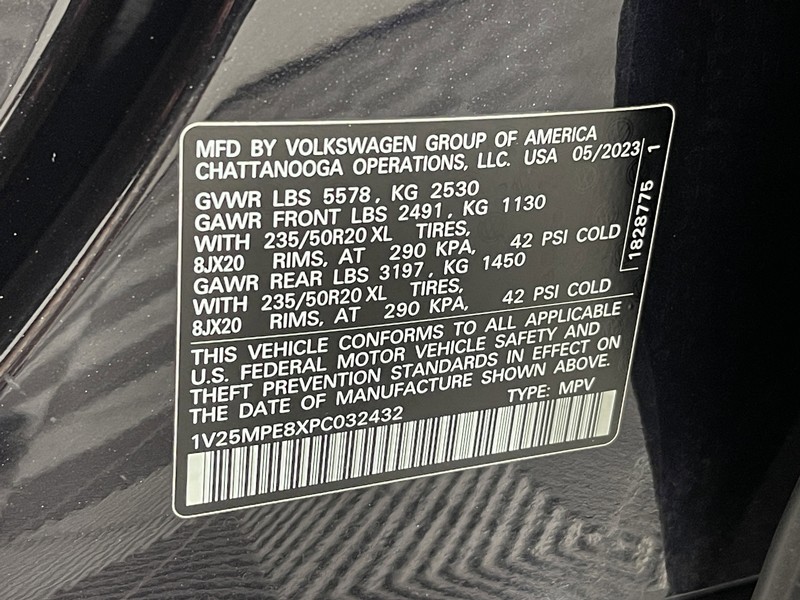 MFD BY VOLKSWAGEN GROUP OF AMERICA
CHATTANOOGA OPERATIONS, LLC. USA 05/2023
GVWR LBS 5578, KG 2530
GAWR FRONT LBS 2491, KG 1130
WITH 235/50R20 XL TIRES,
8JX20 RIMS, AT 290 KPA, 42 PSI COLD
GAWR REAR LBS 3197, KG 1450
WITH 235/50R20 XL TIRES,
8JX20 RIMS, AT 290 KPA, 42 PSI COLD
THIS VEHICLE CONFORMS TO ALL APPLICABLE
U.S. FEDERAL MOTOR VEHICLE SAFETY AND
THEFT PREVENTION STANDARDS IN EFFECT ON
THE DATE OF MANUFACTURE SHOWN ABOVE.
1V25MPE8XPC032432 TYPE: MPV
1828775 1